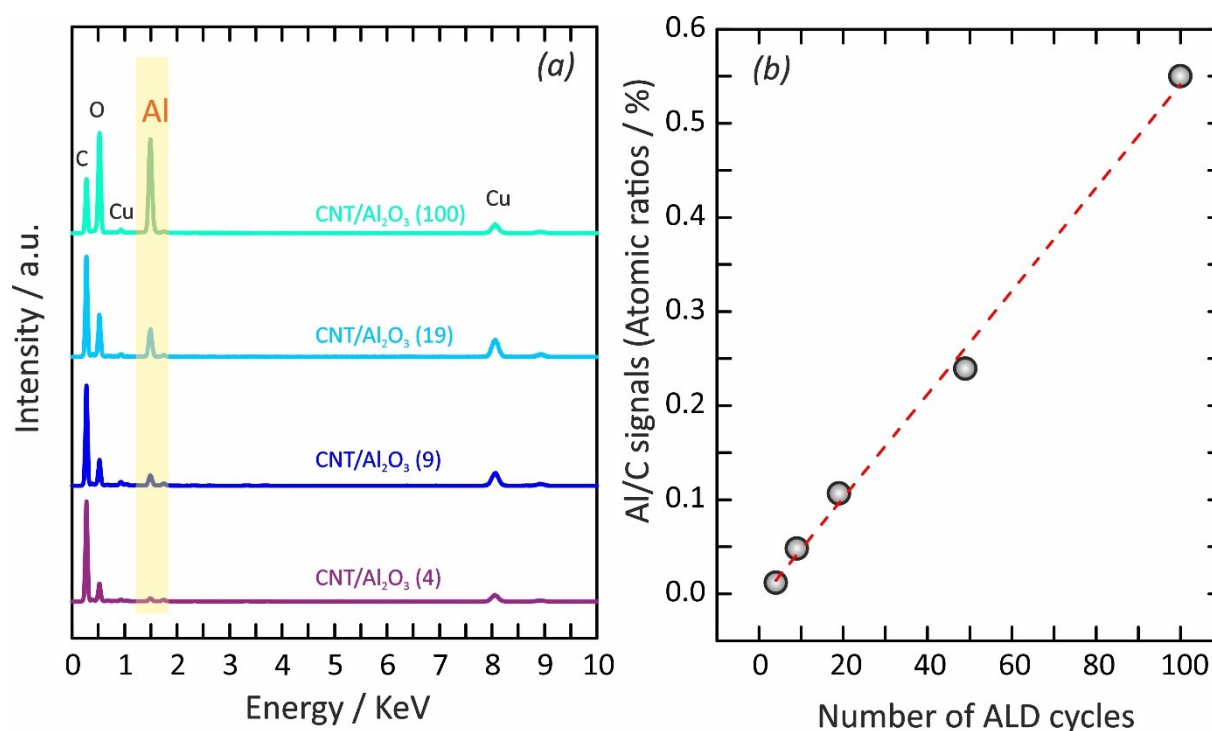 (a)
Al
O
C
Cu
Cu
CNT/Al₂O₃ (100)
CNT/Al₂O₃ (19)
CNT/Al₂O₃ (9)
CNT/Al₂O₃ (4)
Intensity / a.u.
0 1 2 3 4 5 6 7 8 9 10
Energy / KeV
(b)
0.6
0.5
0.4
0.3
0.2
0.1
0.0
Al/C signals (Atomic ratios / %)
0 20 40 60 80 100
Number of ALD cycles